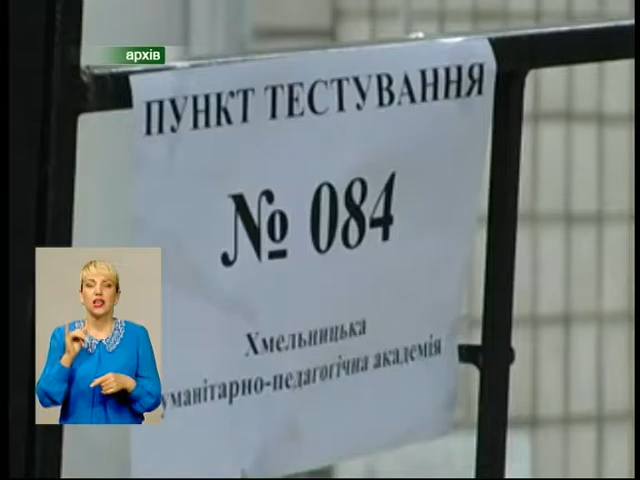 архів
ПУНКТ ТЕСТУВАННЯ
№ 084
Хмельницька
уманітарно-педагогічна академія